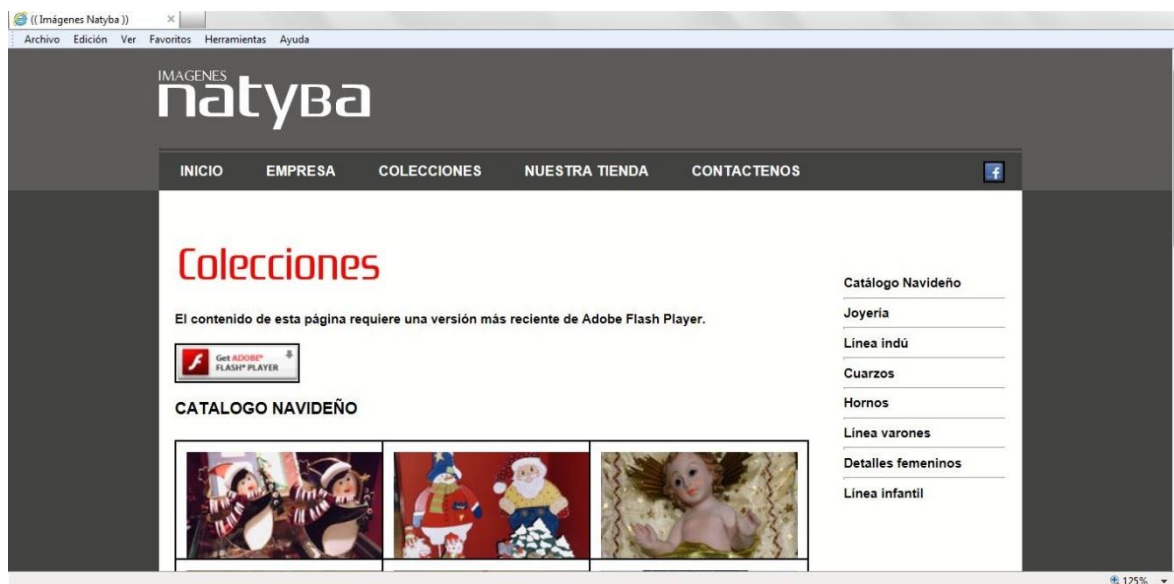 ((Imágenes Natyba ))
Archivo Edición Ver Favoritos Herramientas Ayuda
IMAGENES
natyba
INICIO EMPRESA COLECCIONES NUESTRA TIENDA CONTACTENOS
f
Colecciones
El contenido de esta página requiere una versión más reciente de Adobe Flash Player.
Get ADOBE®
FLASH® PLAYER
CATALOGO NAVIDEÑO
Catálogo Navideño
Joyería
Línea indú
Cuarzos
Hornos
Línea varones
Detalles femeninos
Línea infantil
125%